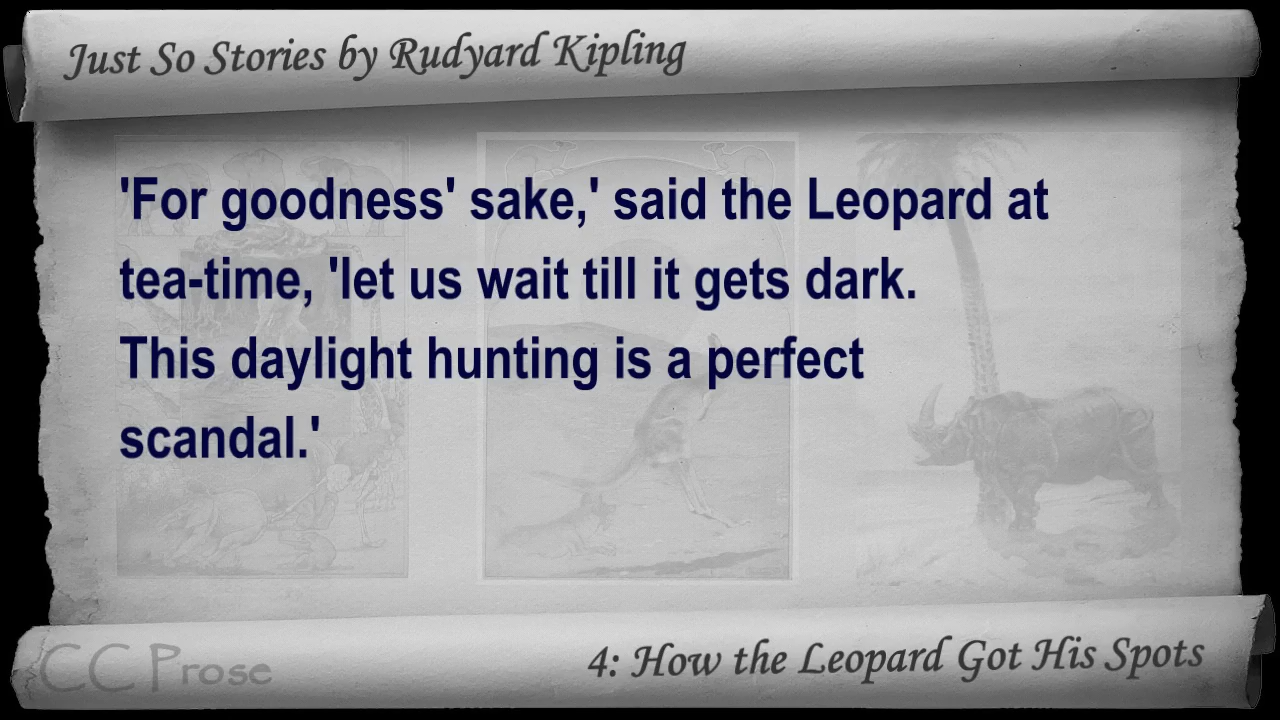 Just So Stories by Rudyard Kipling
'For goodness' sake,' said the Leopard at
tea-time, 'let us wait till it gets dark.
This daylight hunting is a perfect
scandal.'
CC Prose
4: How the Leopard Got His Spots